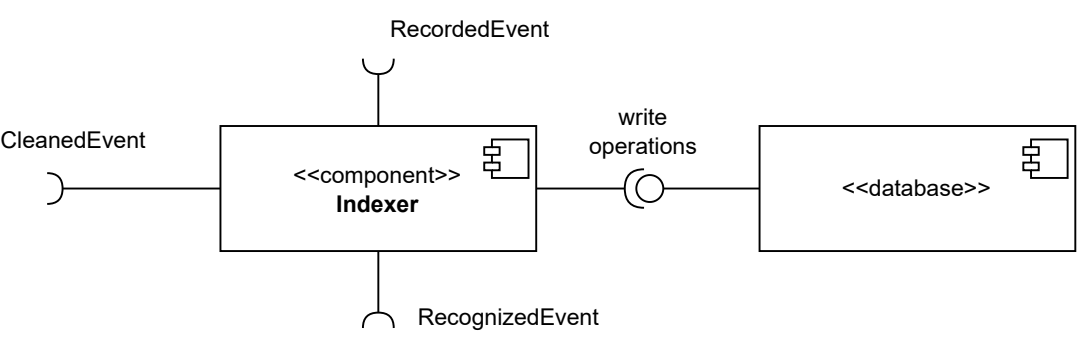 RecordedEvent
CleanedEvent
write
operations
<<component>>
Indexer
<<database>>
RecognizedEvent